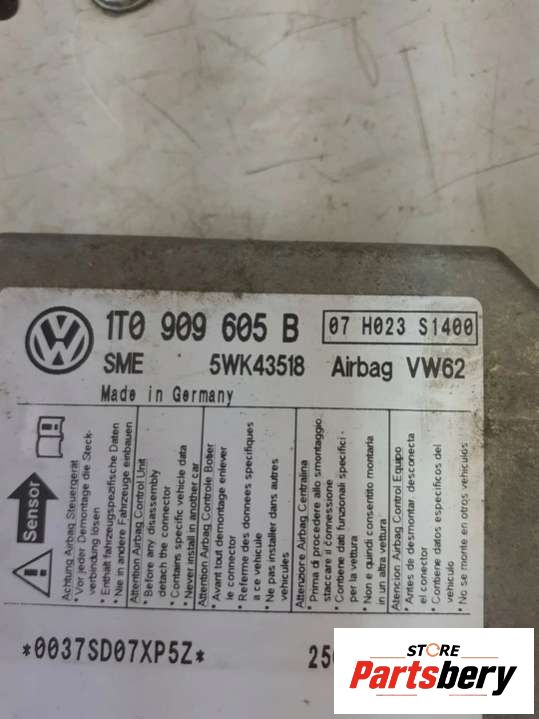 1T0 909 605 B
07 H023 S1400
SME 5WK43518 Airbag VW62
Made in Germany
Sensor
Achtung Airbag Steuergerät
• Vor jeder Demontage die Steck-
verbindung lösen
• Enthält fahrzeugspezifische Daten
• Nie in andere Fahrzeuge einbauen
Attention Airbag Control Unit
• Before any disassembly
detach the connector
• Contains specific vehicle data
• Never install in another car
Attention Airbag Controle Boîter
• Avant tout demontage enlever
le connector
• Referme des donnees specifiques
a ce vehicule
• Ne pas installer dans autres
vehicules
Attenzione Airbag Centralina
• Prima di procedere allo smontaggio
staccare il connessione
• Contiene dati funzionali specifici
per la vettura
• Non e quindi consentito montarla
in un altra vettura
Atencion Airbag Control Equipo
• Antes de desmontar desconecta
el conector
• Contiene datos especificos del
vehiculo
• No se monte en otros vehiculos
*0037SD07XP5Z*
STORE
Partsbery